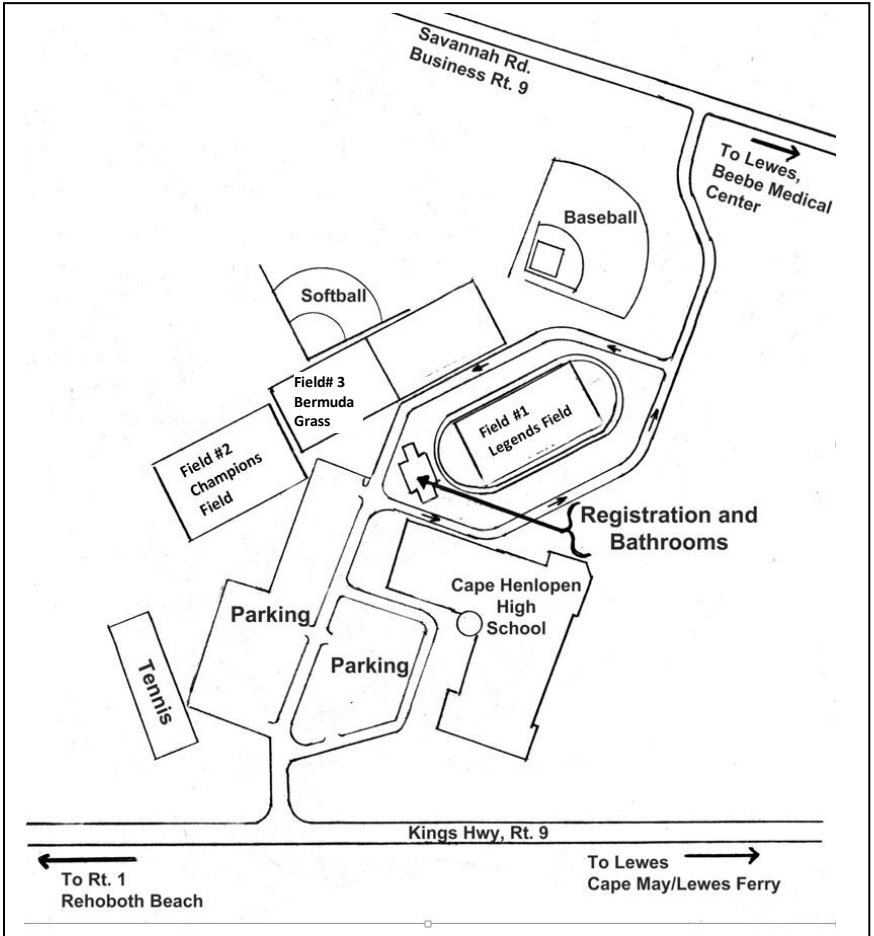 Savannah Rd.
Business Rt. 9
To Lewes,
Beebe Medical
Center
Baseball
Softball
Field# 3
Bermuda
Grass
Field #1
Legends Field
Field #2
Champions
Field
Registration and
Bathrooms
Cape Henlopen
High
School
Parking
Parking
Tennis
Kings Hwy, Rt. 9
To Rt. 1
Rehoboth Beach
To Lewes
Cape May/Lewes Ferry